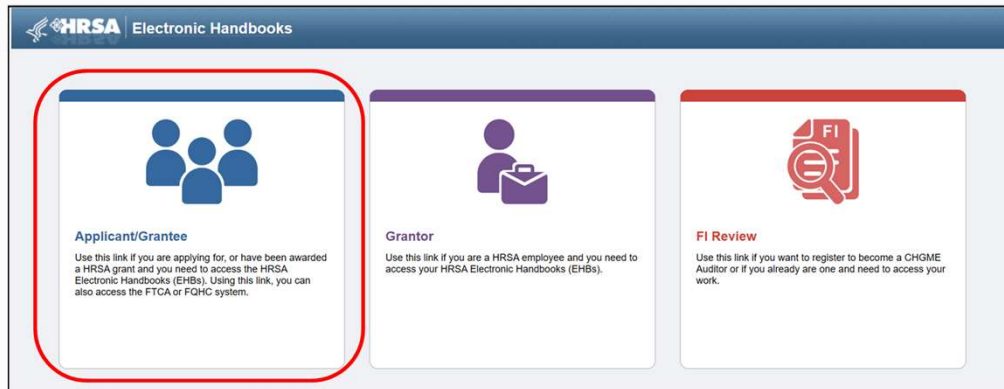 HRSA Electronic Handbooks
Applicant/Grantee
Use this link if you are applying for, or have been awarded
a HRSA grant and you need to access the HRSA
Electronic Handbooks (EHBs). Using this link, you can
also access the FTCA or FQHC system.
Grantor
Use this link if you are a HRSA employee and you need to
access your HRSA Electronic Handbooks (EHBs).
FI
FI Review
Use this link if you want to register to become a CHGME
Auditor or if you already are one and need to access your
work.